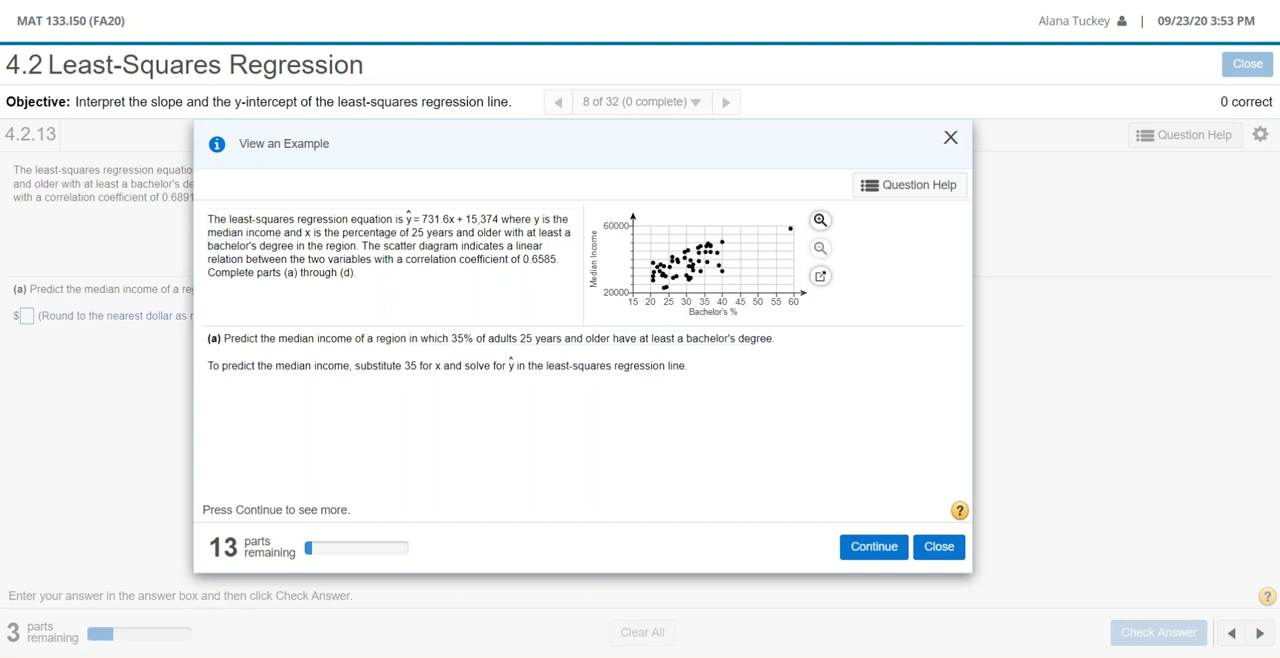 MAT 133.I50 (FA20)
Alana Tuckey | 09/23/20 3:53 PM
4.2 Least-Squares Regression
Close
Objective: Interpret the slope and the y-intercept of the least-squares regression line.
8 of 32 (0 complete)
0 correct
4.2.13
Question Help
The least-squares regression equatio
and older with at least a bachelor's de
with a correlation coefficient of 0.6891
(a) Predict the median income of a re
$ (Round to the nearest dollar as r
View an Example
X
Question Help
The least-squares regression equation is ŷ = 731.6x + 15,374 where y is the
median income and x is the percentage of 25 years and older with at least a
bachelor's degree in the region. The scatter diagram indicates a linear
relation between the two variables with a correlation coefficient of 0.6585.
Complete parts (a) through (d).
60000
Median Income
20000
15 20 25 30 35 40 45 50 55 60
Bachelor's %
(a) Predict the median income of a region in which 35% of adults 25 years and older have at least a bachelor's degree.
To predict the median income, substitute 35 for x and solve for ŷ in the least-squares regression line.
Press Continue to see more.
?
13 parts
remaining
Continue
Close
Enter your answer in the answer box and then click Check Answer.
?
3 parts
remaining
Clear All
Check Answer